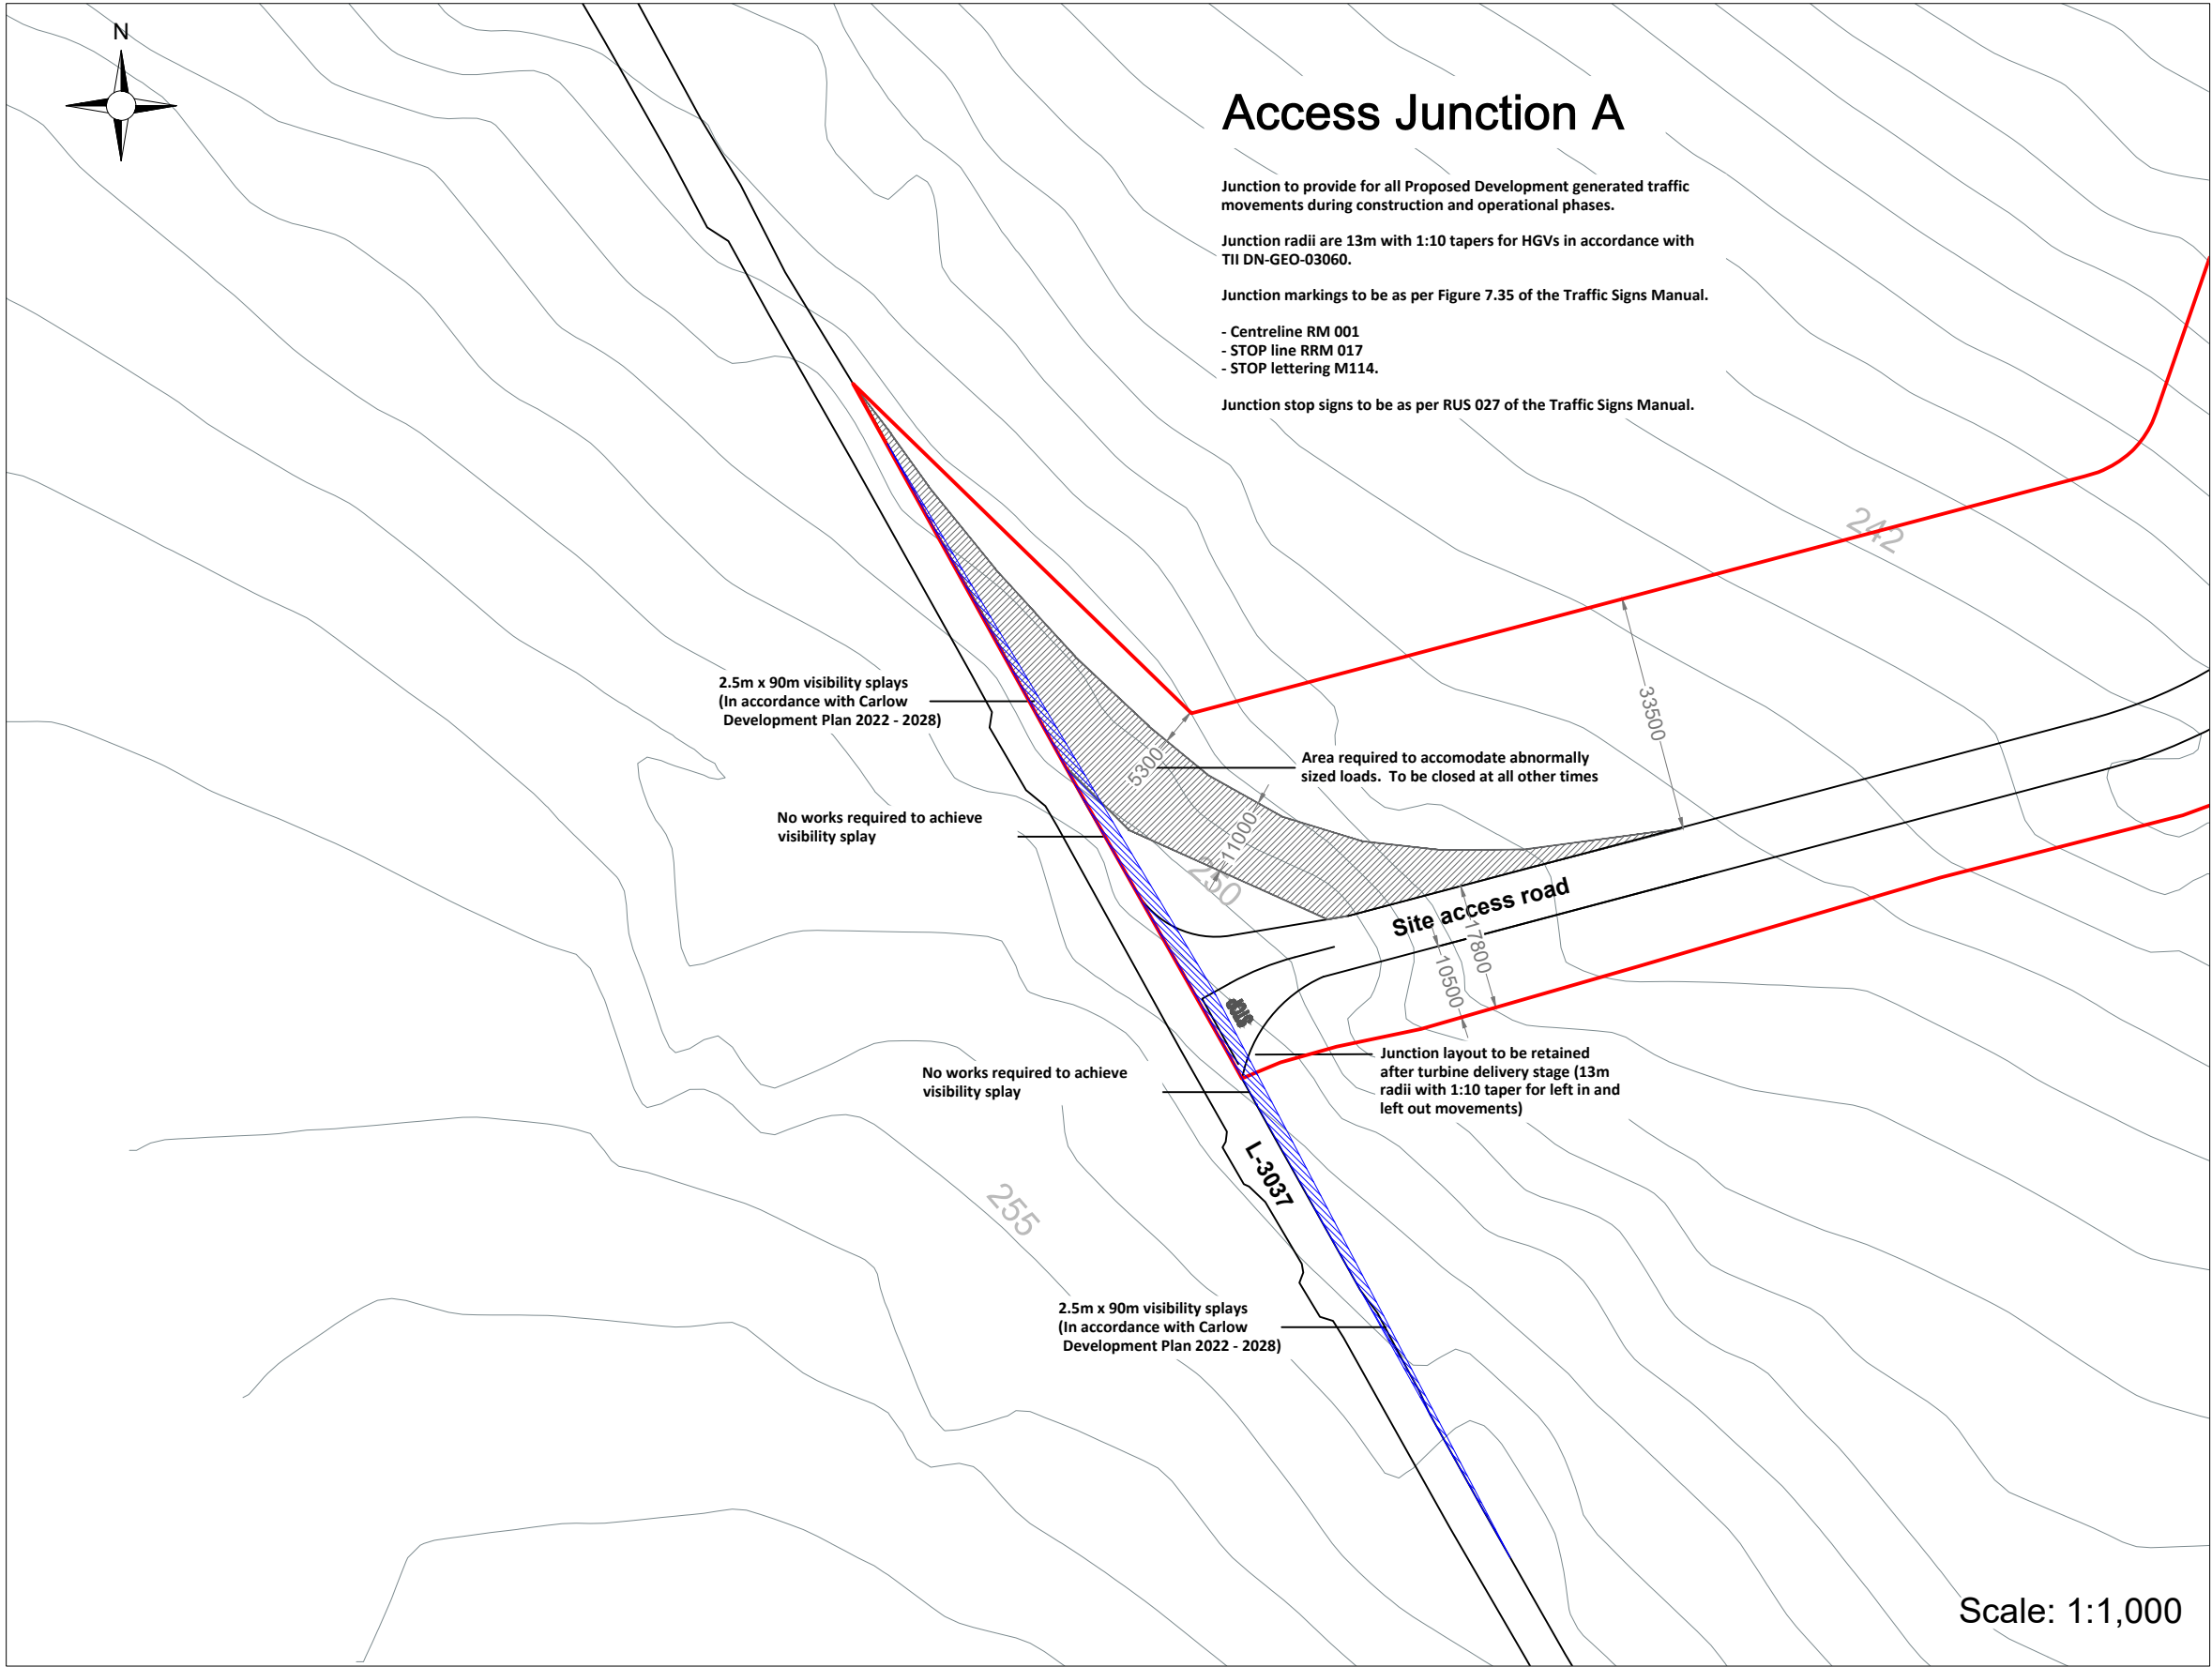 N
Access Junction A
Junction to provide for all Proposed Development generated traffic
movements during construction and operational phases.
Junction radii are 13m with 1:10 tapers for HGVs in accordance with
TII DN-GEO-03060.
Junction markings to be as per Figure 7.35 of the Traffic Signs Manual.
- Centreline RM 001
- STOP line RRM 017
- STOP lettering M114.
Junction stop signs to be as per RUS 027 of the Traffic Signs Manual.
242
2.5m x 90m visibility splays
(In accordance with Carlow
Development Plan 2022 - 2028)
33500
5300
Area required to accomodate abnormally
sized loads. To be closed at all other times
No works required to achieve
visibility splay
11000
250
Site access road
17800
10500
Junction layout to be retained
after turbine delivery stage (13m
radii with 1:10 taper for left in and
left out movements)
No works required to achieve
visibility splay
L-3037
255
2.5m x 90m visibility splays
(In accordance with Carlow
Development Plan 2022 - 2028)
Scale: 1:1,000